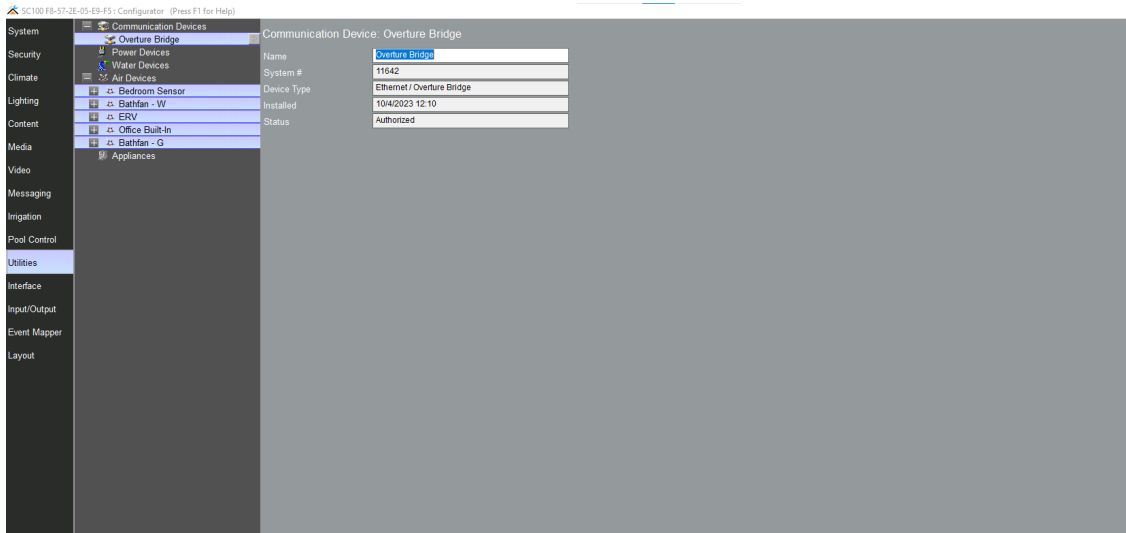 SC100 F8-57-2E-05-E9-F5 : Configurator (Press F1 for Help)
System
Security
Climate
Lighting
Content
Media
Video
Messaging
Irrigation
Pool Control
Utilities
Interface
Input/Output
Event Mapper
Layout
Communication Devices
Overture Bridge
Power Devices
Water Devices
Air Devices
Bedroom Sensor
Bathfan - W
ERV
Office Built-In
Bathfan - G
Appliances
Communication Device: Overture Bridge
Name Overture Bridge
System # 11642
Device Type Ethernet / Overture Bridge
Installed 10/4/2023 12:10
Status Authorized